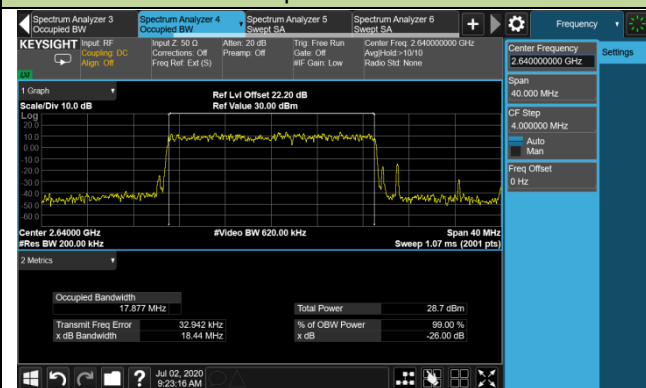 Spectrum Analyzer 3
Occupied BW
Spectrum Analyzer 4
Occupied BW
Spectrum Analyzer 5
Swept SA
Spectrum Analyzer 6
Swept SA
+
Frequency
KEYSIGHT
Input: RF
Coupling: DC
Align: Off
Input Z: 50 Ω
Corrections: Off
Freq Ref: Ext (S)
Atten: 20 dB
Preamp: Off
Trig: Free Run
Gate: Off
#IF Gain: Low
Center Freq: 2.640000000 GHz
Avg|Hold:>10/10
Radio Std: None
LXI
Center Frequency
2.640000000 GHz
Settings
Span
40.000 MHz
CF Step
4.000000 MHz
Auto
Man
Freq Offset
0 Hz
1 Graph
Scale/Div 10.0 dB
Ref Lvl Offset 22.20 dB
Ref Value 30.00 dBm
Log
20.0
10.0
0.00
-10.0
-20.0
-30.0
-40.0
-50.0
-60.0
Center 2.64000 GHz
#Res BW 200.00 kHz
#Video BW 620.00 kHz
Span 40 MHz
Sweep 1.07 ms (2001 pts)
2 Metrics
Occupied Bandwidth
17.877 MHz
Total Power 28.7 dBm
Transmit Freq Error 32.942 kHz
% of OBW Power 99.00 %
x dB Bandwidth 18.44 MHz
x dB -26.00 dB
?
Jul 02, 2020
9:23:16 AM